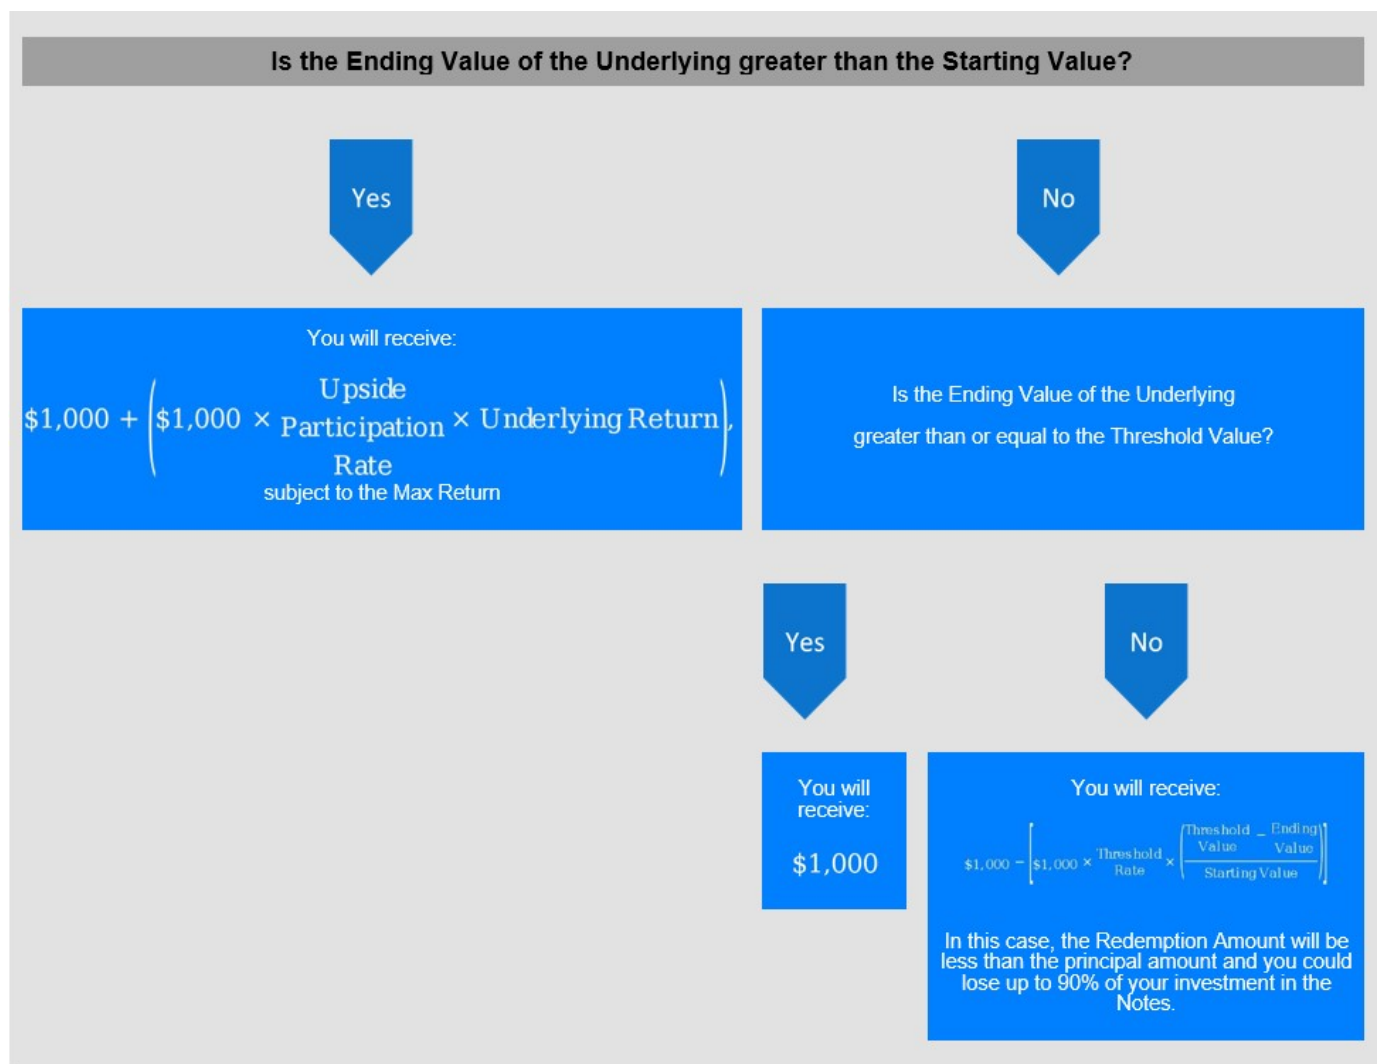 Is the Ending Value of the Underlying greater than the Starting Value?
Yes
No
You will receive:
$1,000 + ($1,000 × Upside Participation Rate × Underlying Return),
subject to the Max Return
Is the Ending Value of the Underlying
greater than or equal to the Threshold Value?
Yes
No
You will
receive:
$1,000
You will receive:
$1,000 − [$1,000 × Threshold Rate × ((Threshold Value − Ending Value) / Starting Value)]
In this case, the Redemption Amount will be
less than the principal amount and you could
lose up to 90% of your investment in the
Notes.